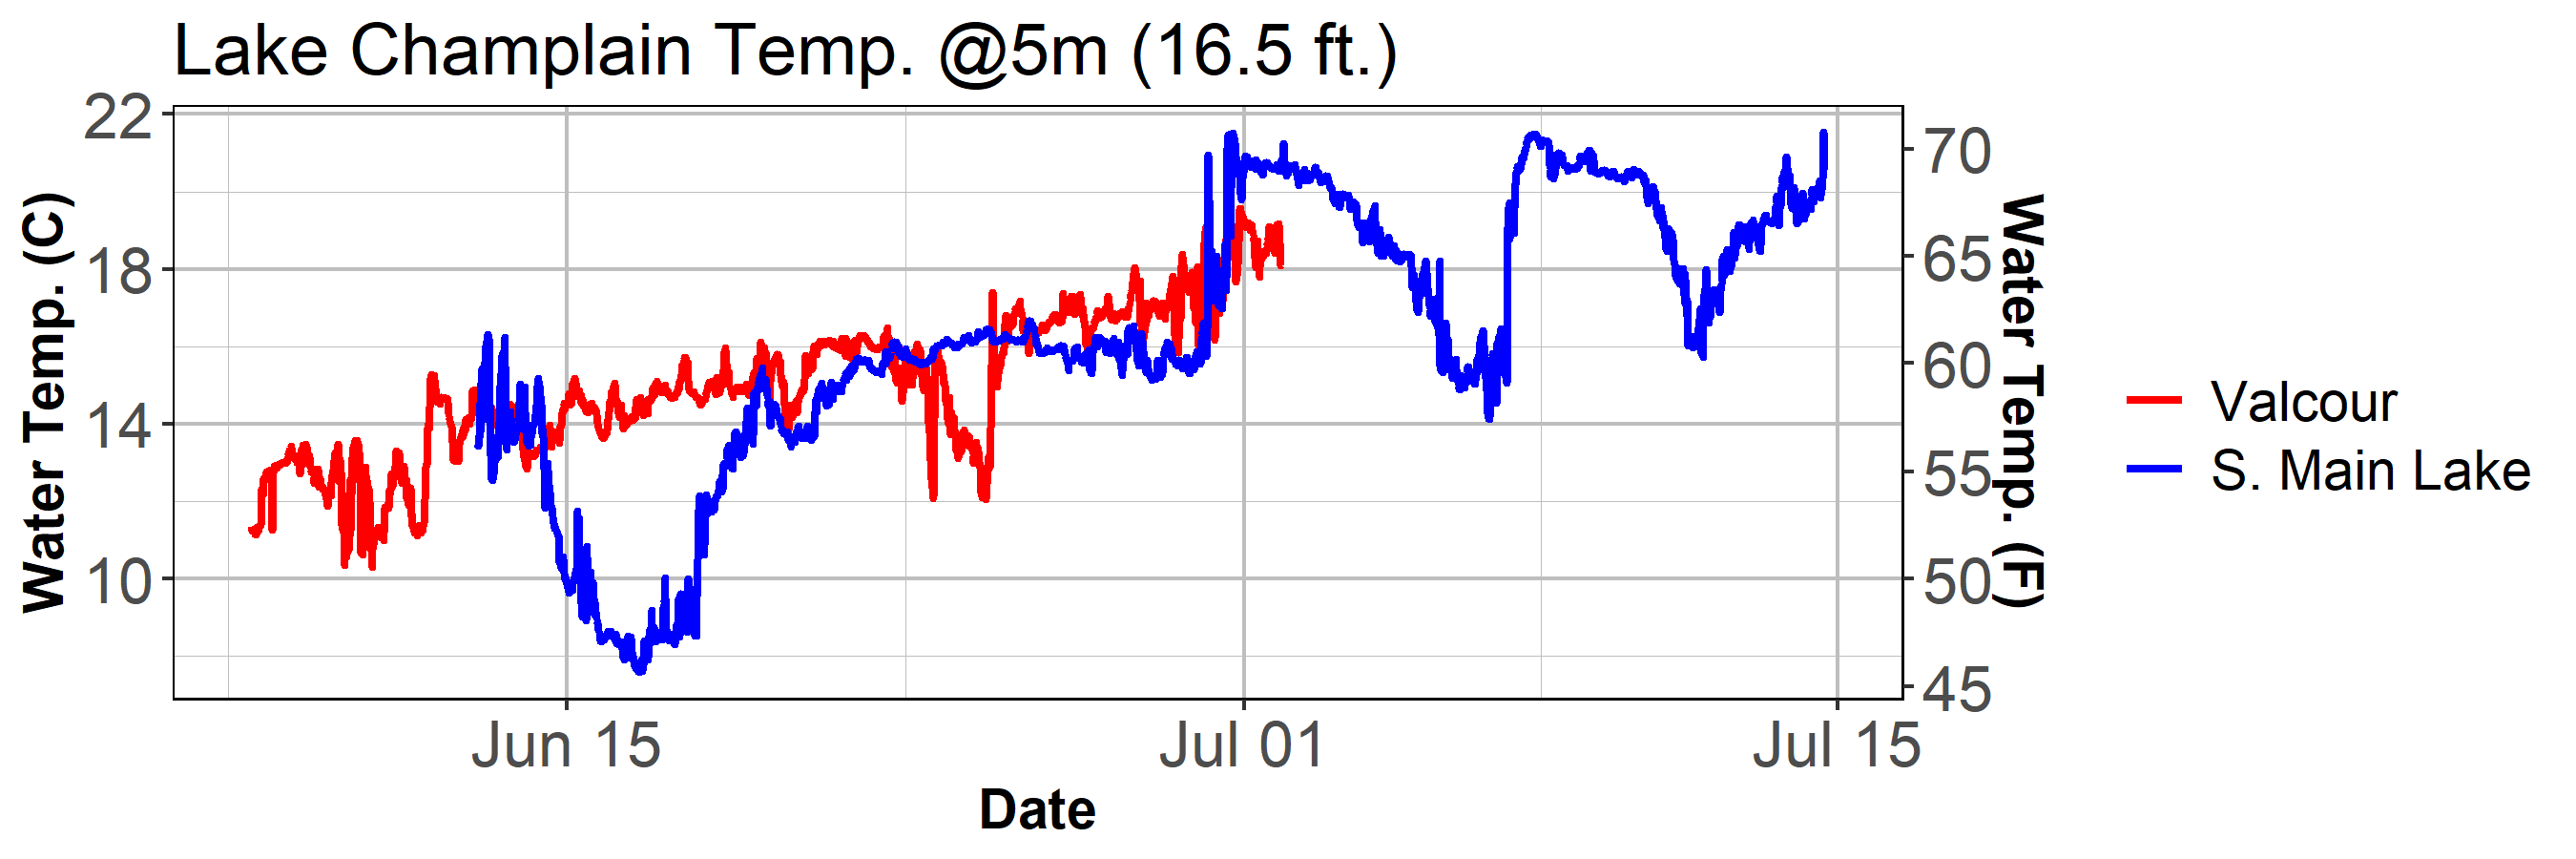 Lake Champlain Temp. @5m (16.5 ft.)
Water Temp. (C)
22
18
14
10
70
65
60
55
50
45
Water Temp. (F)
Jun 15
Jul 01
Jul 15
Date
Valcour
S. Main Lake